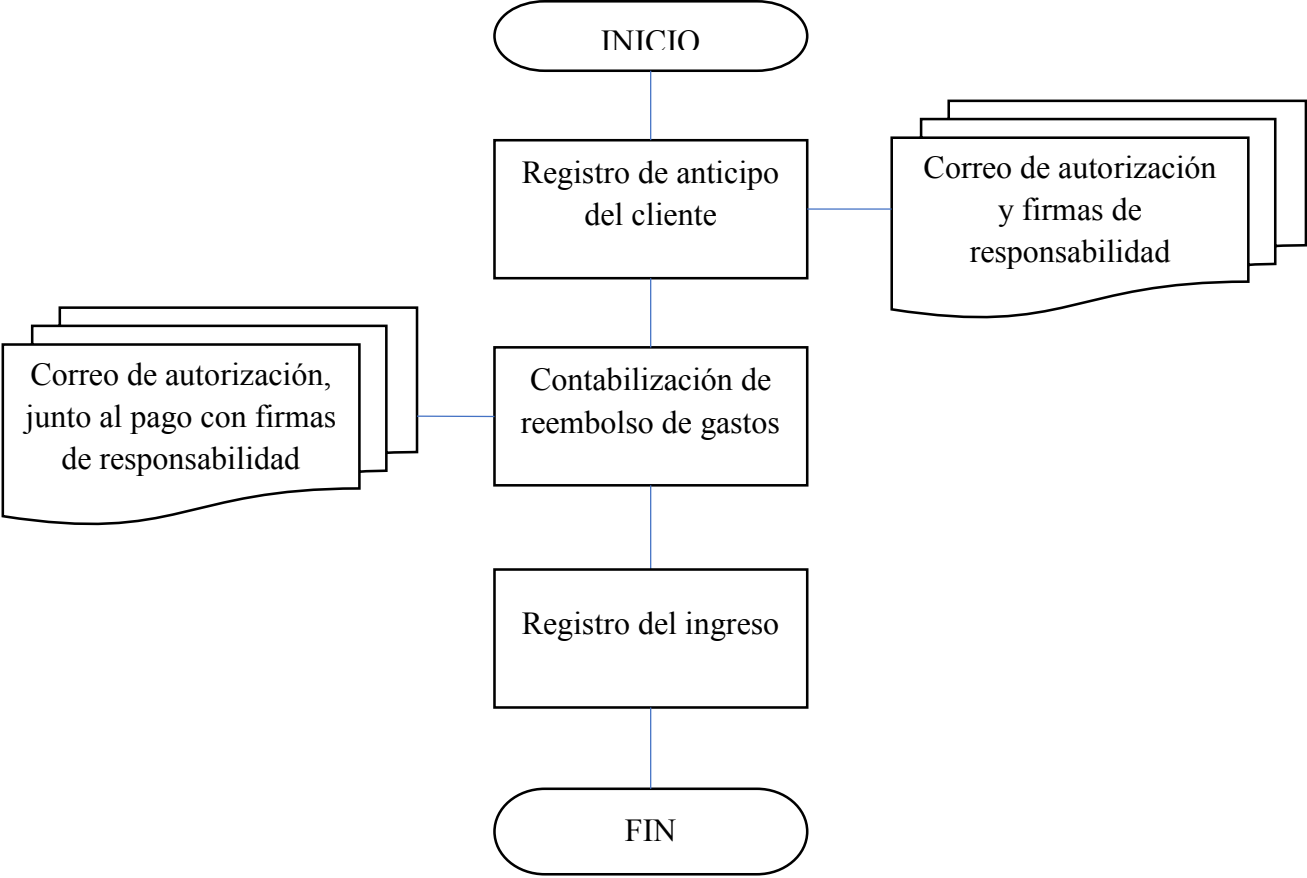 INICIO
Registro de anticipo
del cliente
Correo de autorización
y firmas de
responsabilidad
Correo de autorización,
junto al pago con firmas
de responsabilidad
Contabilización de
reembolso de gastos
Registro del ingreso
FIN